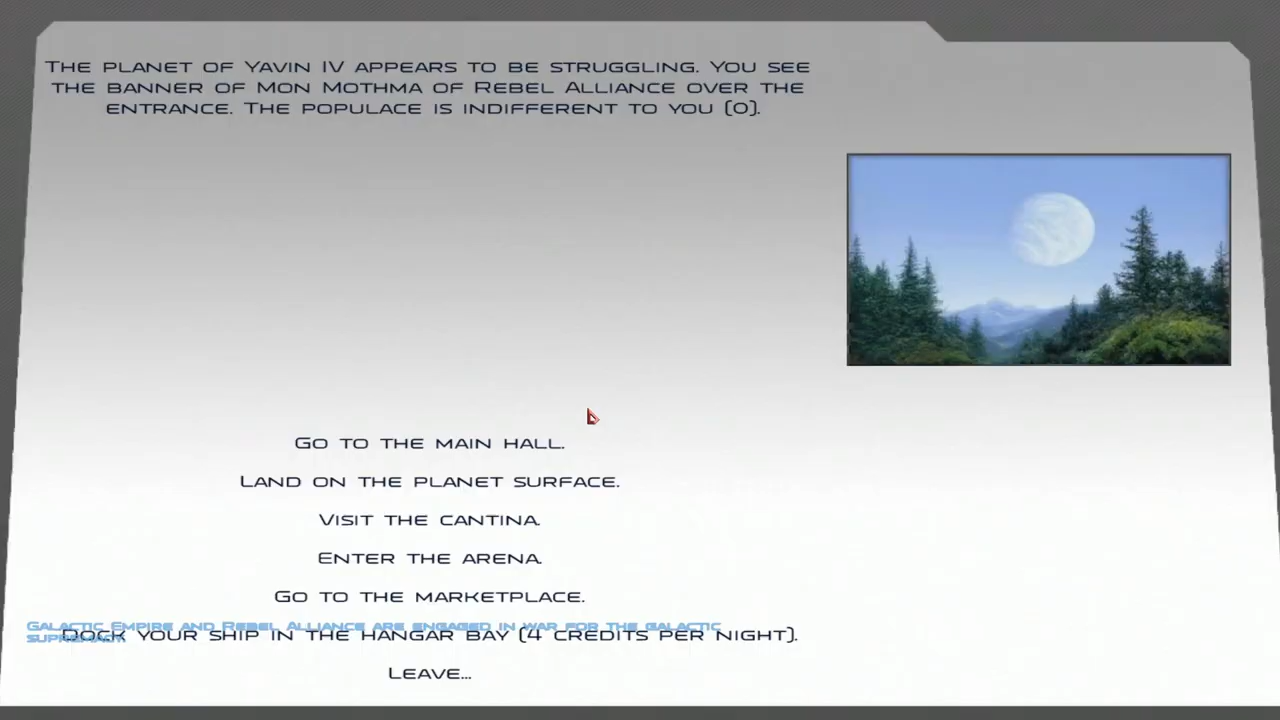 The planet of Yavin IV appears to be struggling. You see
the banner of Mon Mothma of Rebel Alliance over the
entrance. The populace is indifferent to you (0).
Go to the main hall.
Land on the planet surface.
Visit the cantina.
Enter the arena.
Go to the marketplace.
Galactic Empire and Rebel Alliance are engaged in war for the galactic
supremacy.
Dock your ship in the hangar bay (4 credits per night).
Leave...